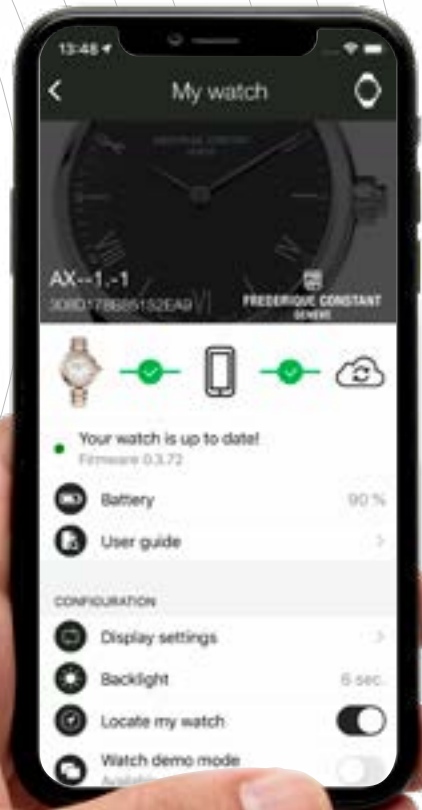 13:48
My watch
AX--1.-1
FREDERIQUE CONSTANT
GENEVE
Your watch is up to date!
Firmware 0.3.72
Battery 90 %
User guide
CONFIGURATION
Display settings
Backlight 6 sec.
Locate my watch
Watch demo mode